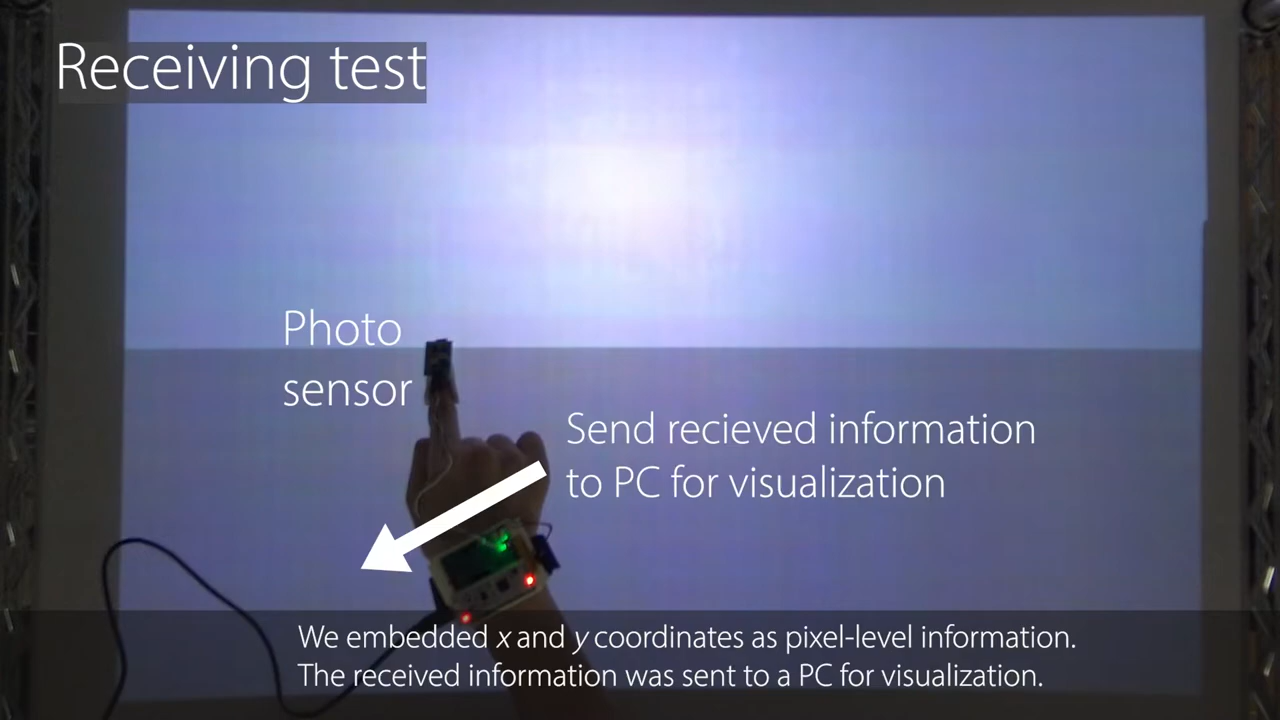 Receiving test
Photo
sensor
Send recieved information
to PC for visualization
We embedded x and y coordinates as pixel-level information.
The received information was sent to a PC for visualization.